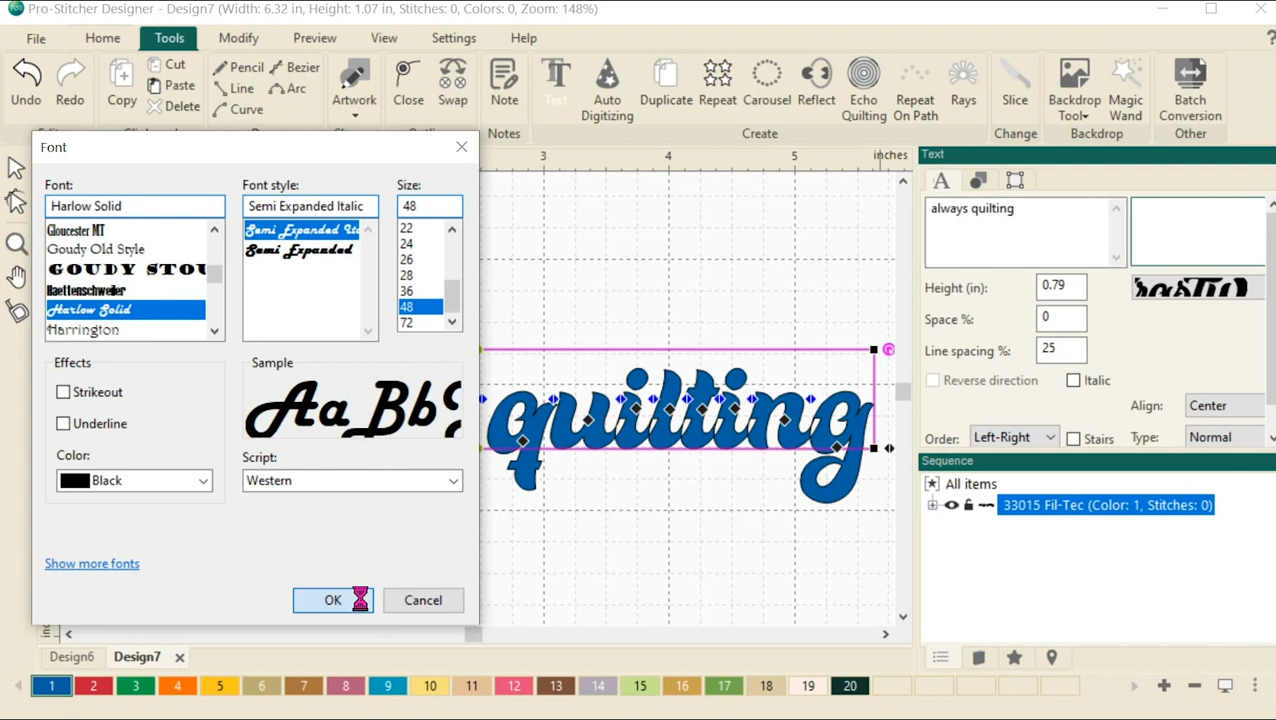 Pro-Stitcher Designer - Design7 (Width: 6.32 in, Height: 1.07 in, Stitches: 0, Colors: 0, Zoom: 148%)
File Home Tools Modify Preview View Settings Help
Undo Redo Copy Cut Paste Delete
Pencil Bezier Line Arc Curve
Artwork Close Swap Note Text Auto Digitizing Duplicate Repeat Carousel Reflect Echo Quilting Repeat On Path Rays Slice Backdrop Tool Magic Wand Batch Conversion
Notes Create Change Backdrop Other
Font
3 4 5 inches
Font: Font style: Size:
Harlow Solid Semi Expanded Italic 48
Gloucester MT
Goudy Old Style
GOUDY STOU
Haettenschweiler
Harlow Solid
Harrington
Semi Expanded Ita
Semi Expanded
22
24
26
28
36
48
72
Effects
Strikeout
Underline
Sample
Aa Bb
Color:
Black
Script:
Western
Show more fonts
OK Cancel
quilting
Text
A
always quilting
Height (in): 0.79
Space %: 0
Line spacing %: 25
Reverse direction Italic
Align: Center
Order: Left-Right Stairs Type: Normal
Sequence
All items
33015 Fil-Tec (Color: 1, Stitches: 0)
Design6 Design7
1 2 3 4 5 6 7 8 9 10 11 12 13 14 15 16 17 18 19 20